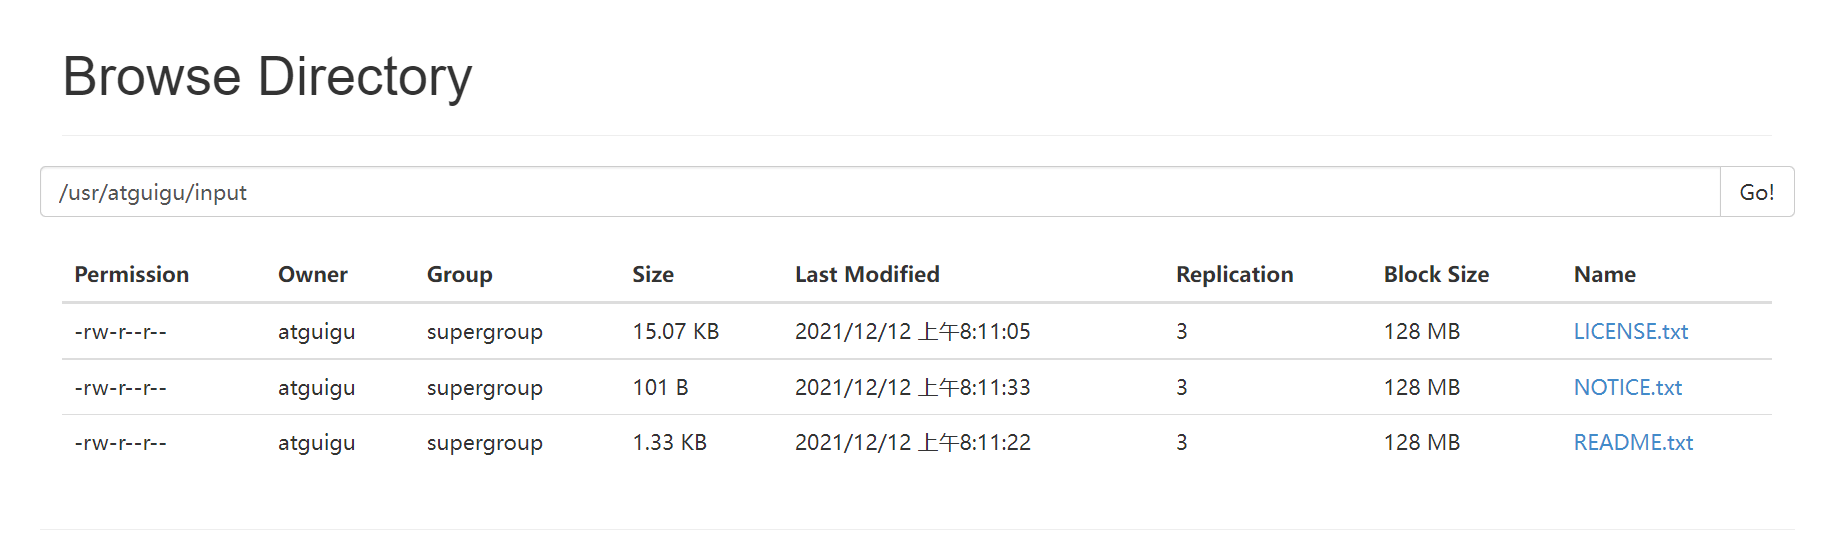 Browse Directory
/usr/atguigu/input Go!
Permission Owner Group Size Last Modified Replication Block Size Name
-rw-r--r-- atguigu supergroup 15.07 KB 2021/12/12 上午8:11:05 3 128 MB LICENSE.txt
-rw-r--r-- atguigu supergroup 101 B 2021/12/12 上午8:11:33 3 128 MB NOTICE.txt
-rw-r--r-- atguigu supergroup 1.33 KB 2021/12/12 上午8:11:22 3 128 MB README.txt